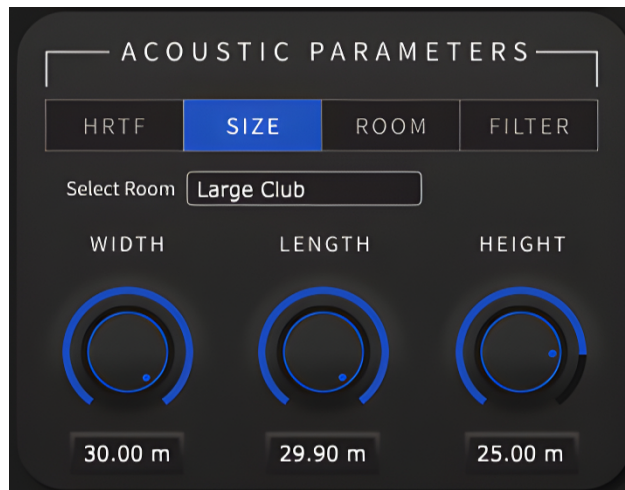 ACOUSTIC PARAMETERS
HRTF SIZE ROOM FILTER
Select Room Large Club
WIDTH LENGTH HEIGHT
30.00 m 29.90 m 25.00 m